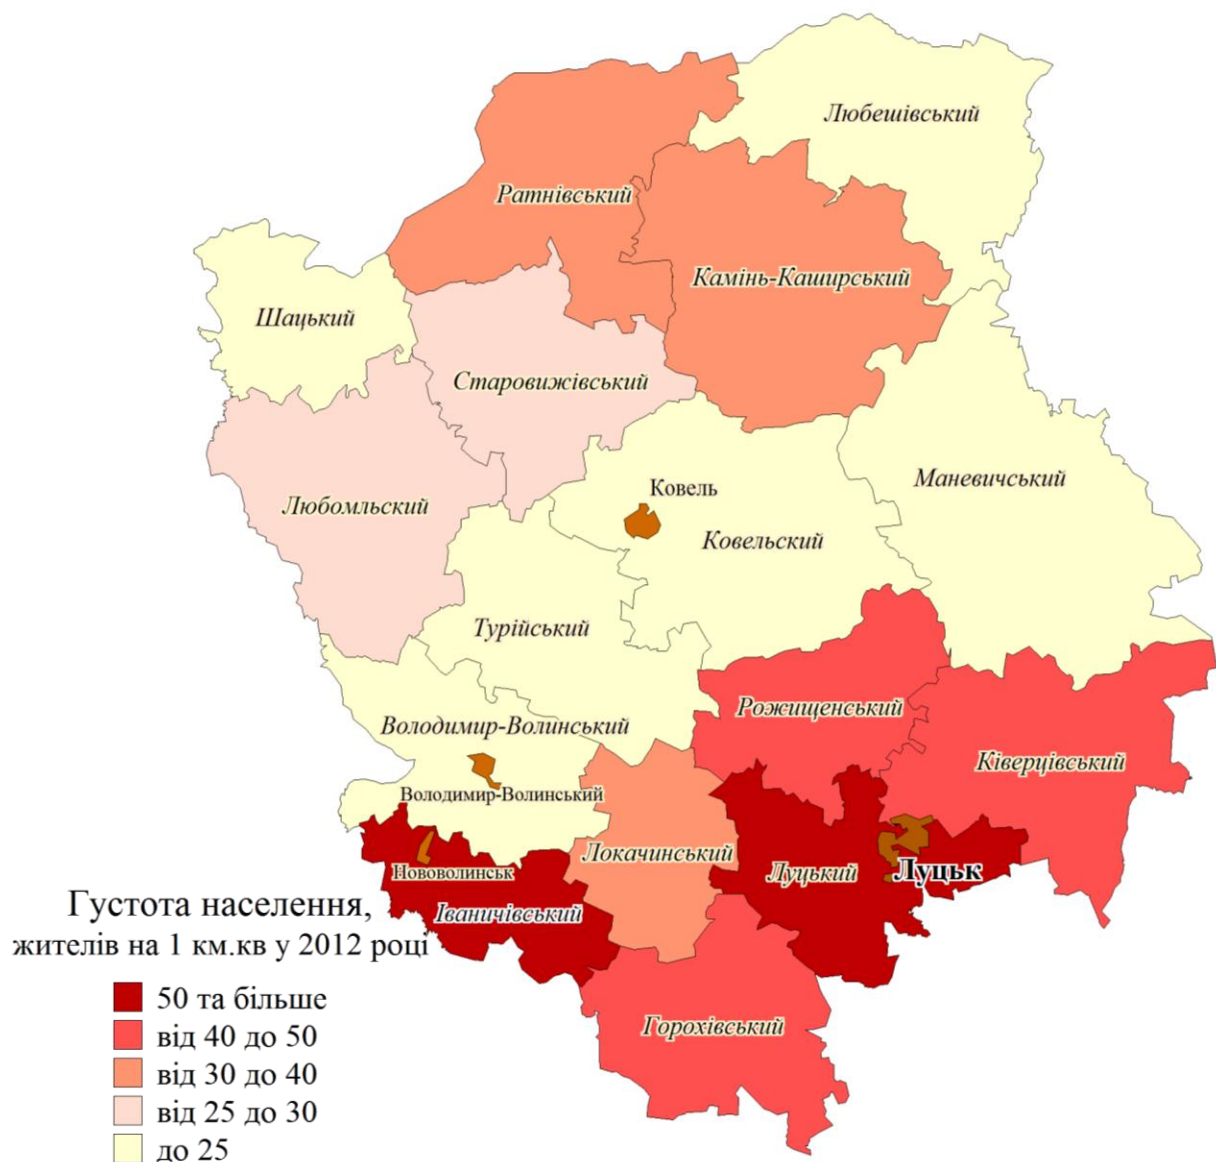 Любешівський
Ратнівський
Камінь-Каширський
Шацький
Старовижівський
Маневичський
Ковель
Любомльский
Ковельский
Турійський
Рожищенський
Володимир-Волинський
Ківерцівський
Володимир-Волинський
Локачинський
Луцький
Луцьк
Нововолинськ
Іваничівський
Густота населення,
жителів на 1 км.кв у 2012 році
50 та більше
від 40 до 50
Горохівський
від 30 до 40
від 25 до 30
до 25